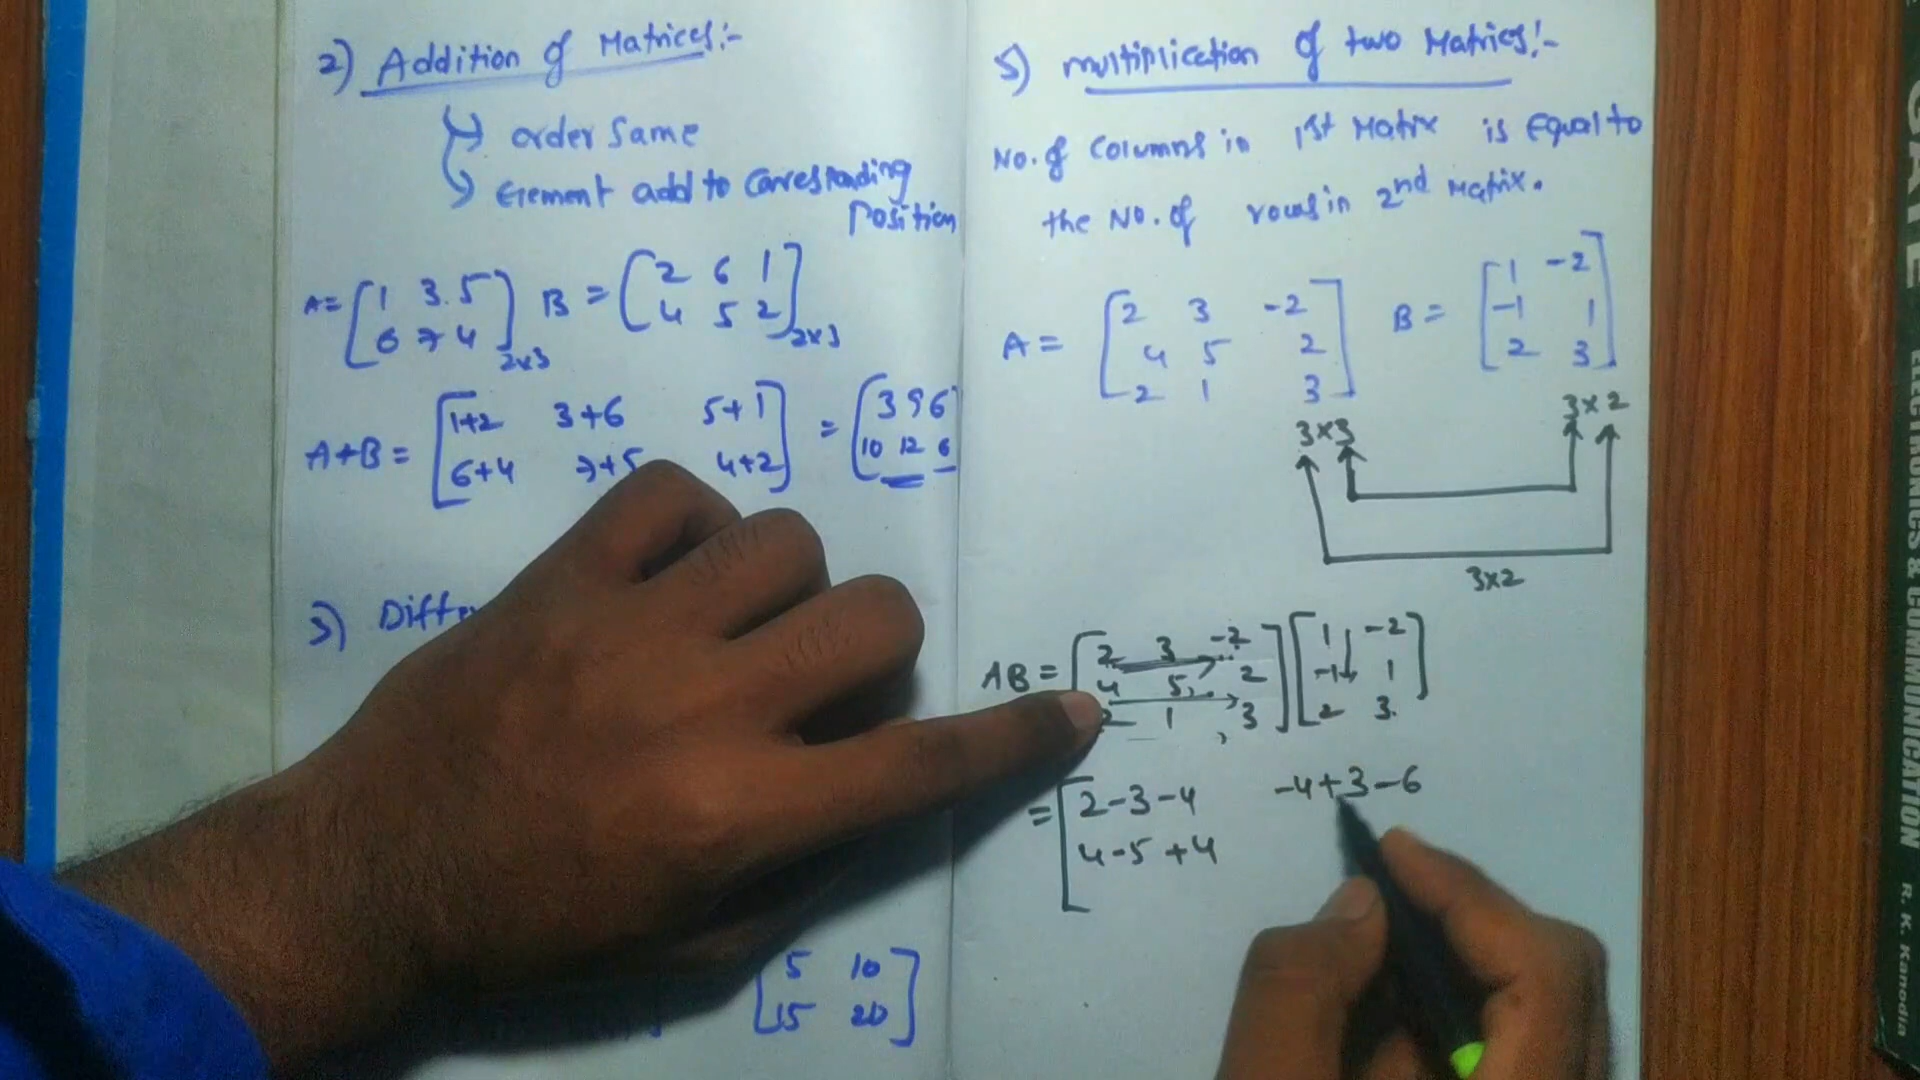 2) Addition of Matrices:-
order same
Element add to Corresponding
Position
A= [1 3.5 B = [2 6 1
6 7 4]2x3 4 5 2]2x3
A+B = [1+2 3+6 5+1] = [3 9 6
6+4 7+5 4+2 10 12 6
3)
5 10
15 20
5) Multiplication of two Matrices:-
No. of Columns in 1st Matrix is Equal to
the No. of rows in 2nd Matrix.
A = [2 3 -2] B = [1 -2]
4 5 2 -1 1
2 1 3 2 3
3x3 3x2
3x2
AB = [2 3 -2] [1 -2]
4 5 2 -1 1
2 1 3 2 3
= [2-3-4 -4+3-6
4-5+4
GATE
ELECTRONICS & COMMUNICATION
R. K. Kanodia